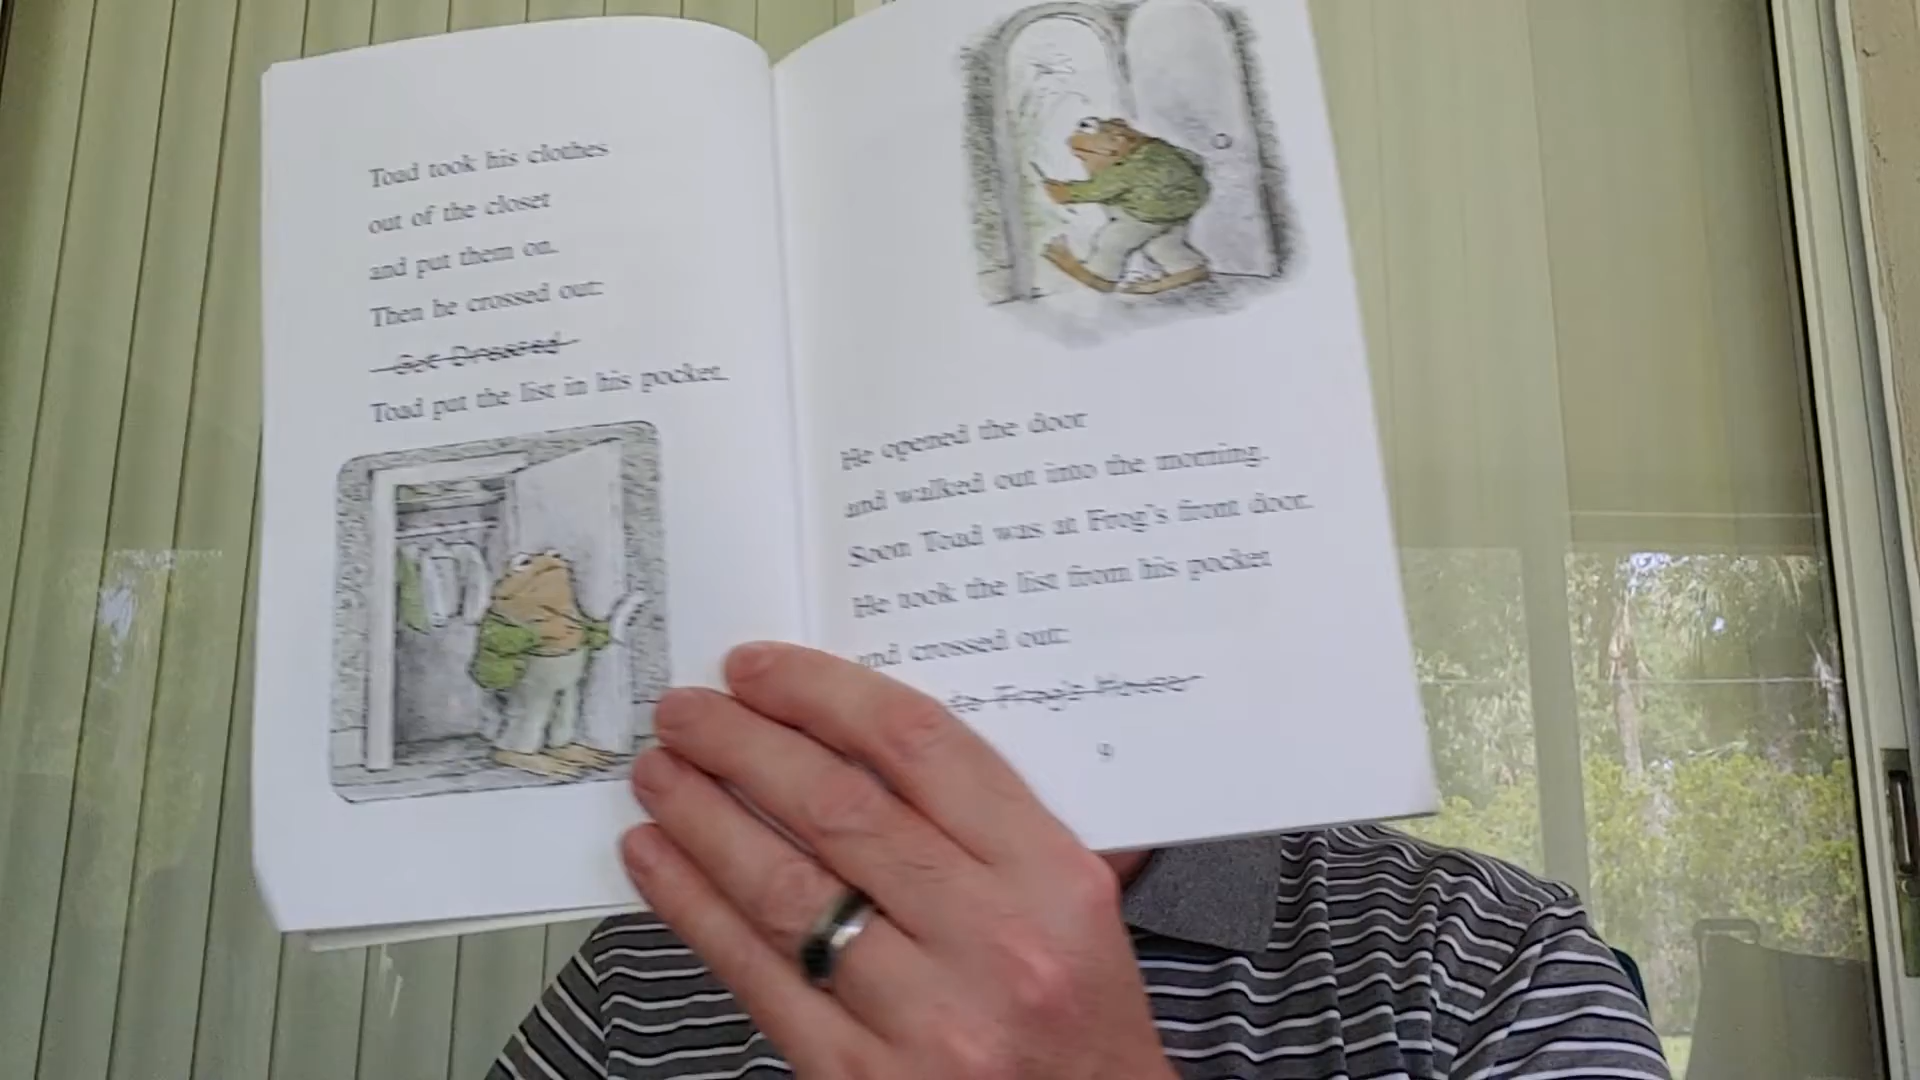 Toad took his clothes
out of the closet
and put them on.
Then he crossed out:
Get Dressed
Toad put the list in his pocket.
He opened the door
and walked out into the morning.
Soon Toad was at Frog's front door.
He took the list from his pocket
and crossed out:
to Frog's House
9